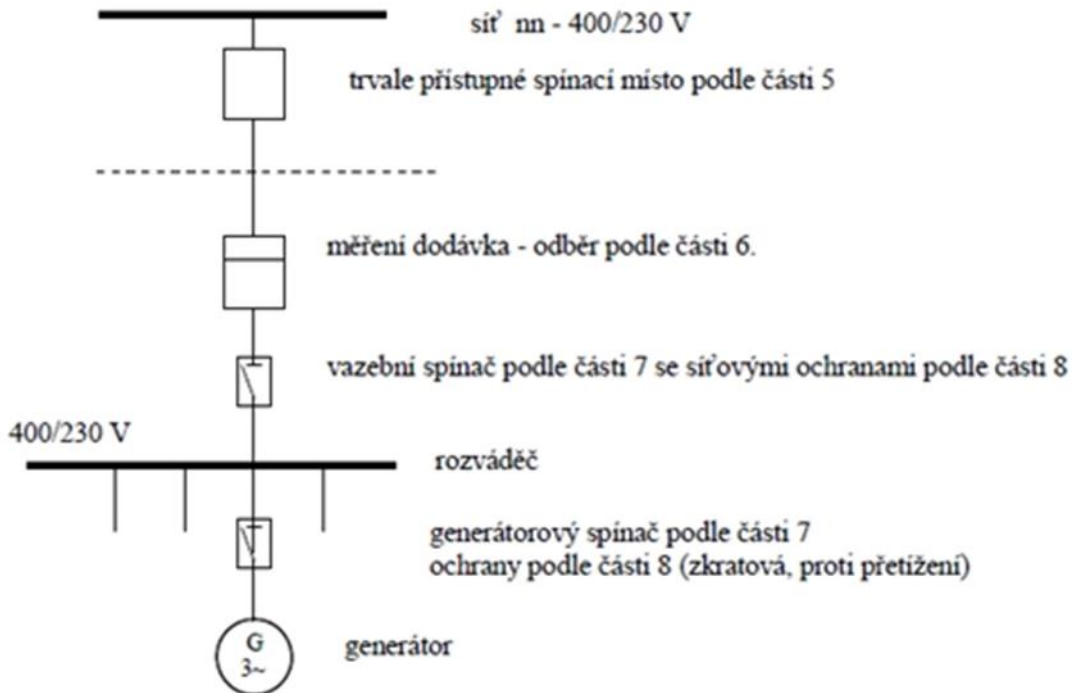 síť nn - 400/230 V
trvale přístupné spínací místo podle části 5
měření dodávka - odběr podle části 6.
vazební spínač podle části 7 se síťovými ochranami podle části 8
400/230 V
rozváděč
generátorový spínač podle části 7
ochrany podle části 8 (zkratová, proti přetížení)
G
3~
generátor